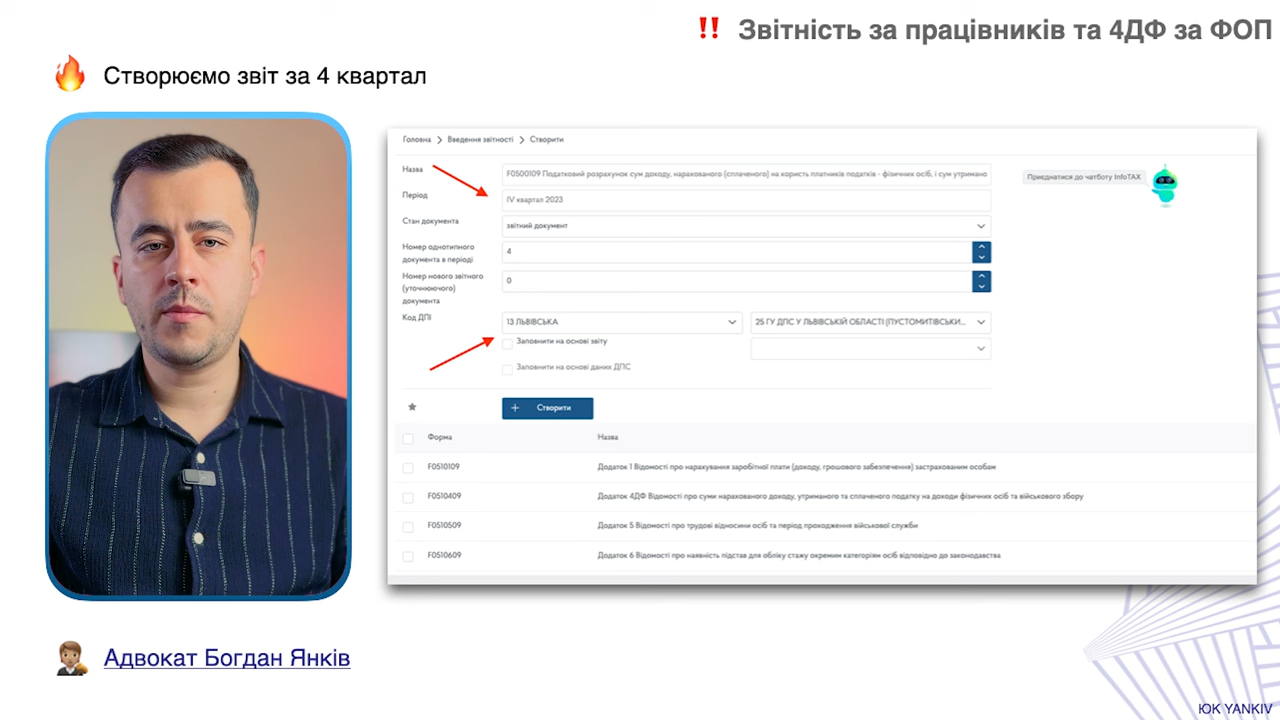 ‼ Звітність за працівників та 4ДФ за ФОП
Створюємо звіт за 4 квартал
Головна > Введення звітності > Створити
Назва
F0500109 Податковий розрахунок сум доходу, нарахованого (сплаченого) на користь платників податків - фізичних осіб, і сум утримано
Приєднатися до чатботу InfoTAX
Період
IV квартал 2023
Стан документа
звітний документ
Номер однотипного
документа в періоді
4
Номер нового звітного
(уточнюючого)
документа
0
Код ДПІ
13 ЛЬВІВСЬКА
25 ГУ ДПС У ЛЬВІВСЬКІЙ ОБЛАСТІ (ПУСТОМИТІВСЬКИ...
Заповнити на основі звіту
Заповнити на основі даних ДПС
+ Створити
Форма Назва
F0510109 Додаток 1 Відомості про нарахування заробітної плати (доходу, грошового забезпечення) застрахованим особам
F0510409 Додаток 4ДФ Відомості про суми нарахованого доходу, утриманого та сплаченого податку на доходи фізичних осіб та військового збору
F0510509 Додаток 5 Відомості про трудові відносини осіб та період проходження військової служби
F0510609 Додаток 6 Відомості про наявність підстав для обліку стажу окремим категоріям осіб відповідно до законодавства
Адвокат Богдан Янків
ЮК YANKIV